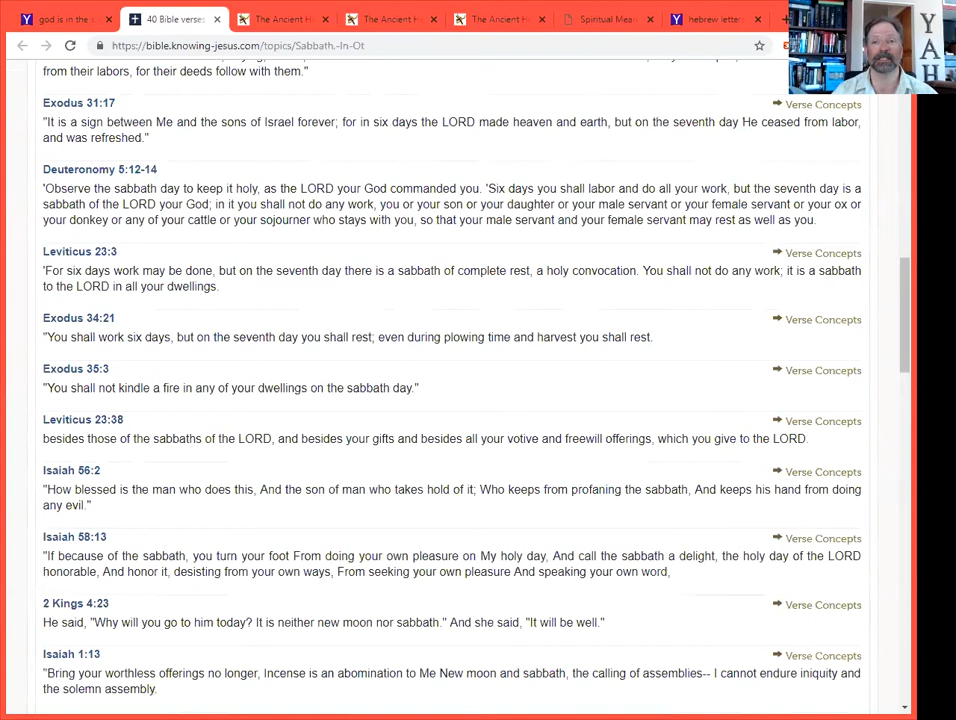 god is in the
40 Bible verses
The Ancient H
The Ancient H
The Ancient H
Spiritual Mean
hebrew letter
https://bible.knowing-jesus.com/topics/Sabbath.-In-Ot
YAH
from their labors, for their deeds follow with them."
Exodus 31:17
Verse Concepts
"It is a sign between Me and the sons of Israel forever; for in six days the LORD made heaven and earth, but on the seventh day He ceased from labor,
and was refreshed."
Deuteronomy 5:12-14
'Observe the sabbath day to keep it holy, as the LORD your God commanded you. 'Six days you shall labor and do all your work, but the seventh day is a
sabbath of the LORD your God; in it you shall not do any work, you or your son or your daughter or your male servant or your female servant or your ox or
your donkey or any of your cattle or your sojourner who stays with you, so that your male servant and your female servant may rest as well as you.
Leviticus 23:3
Verse Concepts
'For six days work may be done, but on the seventh day there is a sabbath of complete rest, a holy convocation. You shall not do any work; it is a sabbath
to the LORD in all your dwellings.
Exodus 34:21
Verse Concepts
"You shall work six days, but on the seventh day you shall rest; even during plowing time and harvest you shall rest.
Exodus 35:3
Verse Concepts
"You shall not kindle a fire in any of your dwellings on the sabbath day."
Leviticus 23:38
Verse Concepts
besides those of the sabbaths of the LORD, and besides your gifts and besides all your votive and freewill offerings, which you give to the LORD.
Isaiah 56:2
Verse Concepts
"How blessed is the man who does this, And the son of man who takes hold of it; Who keeps from profaning the sabbath, And keeps his hand from doing
any evil."
Isaiah 58:13
Verse Concepts
"If because of the sabbath, you turn your foot From doing your own pleasure on My holy day, And call the sabbath a delight, the holy day of the LORD
honorable, And honor it, desisting from your own ways, From seeking your own pleasure And speaking your own word,
2 Kings 4:23
Verse Concepts
He said, "Why will you go to him today? It is neither new moon nor sabbath." And she said, "It will be well."
Isaiah 1:13
Verse Concepts
"Bring your worthless offerings no longer, Incense is an abomination to Me New moon and sabbath, the calling of assemblies-- I cannot endure iniquity and
the solemn assembly.